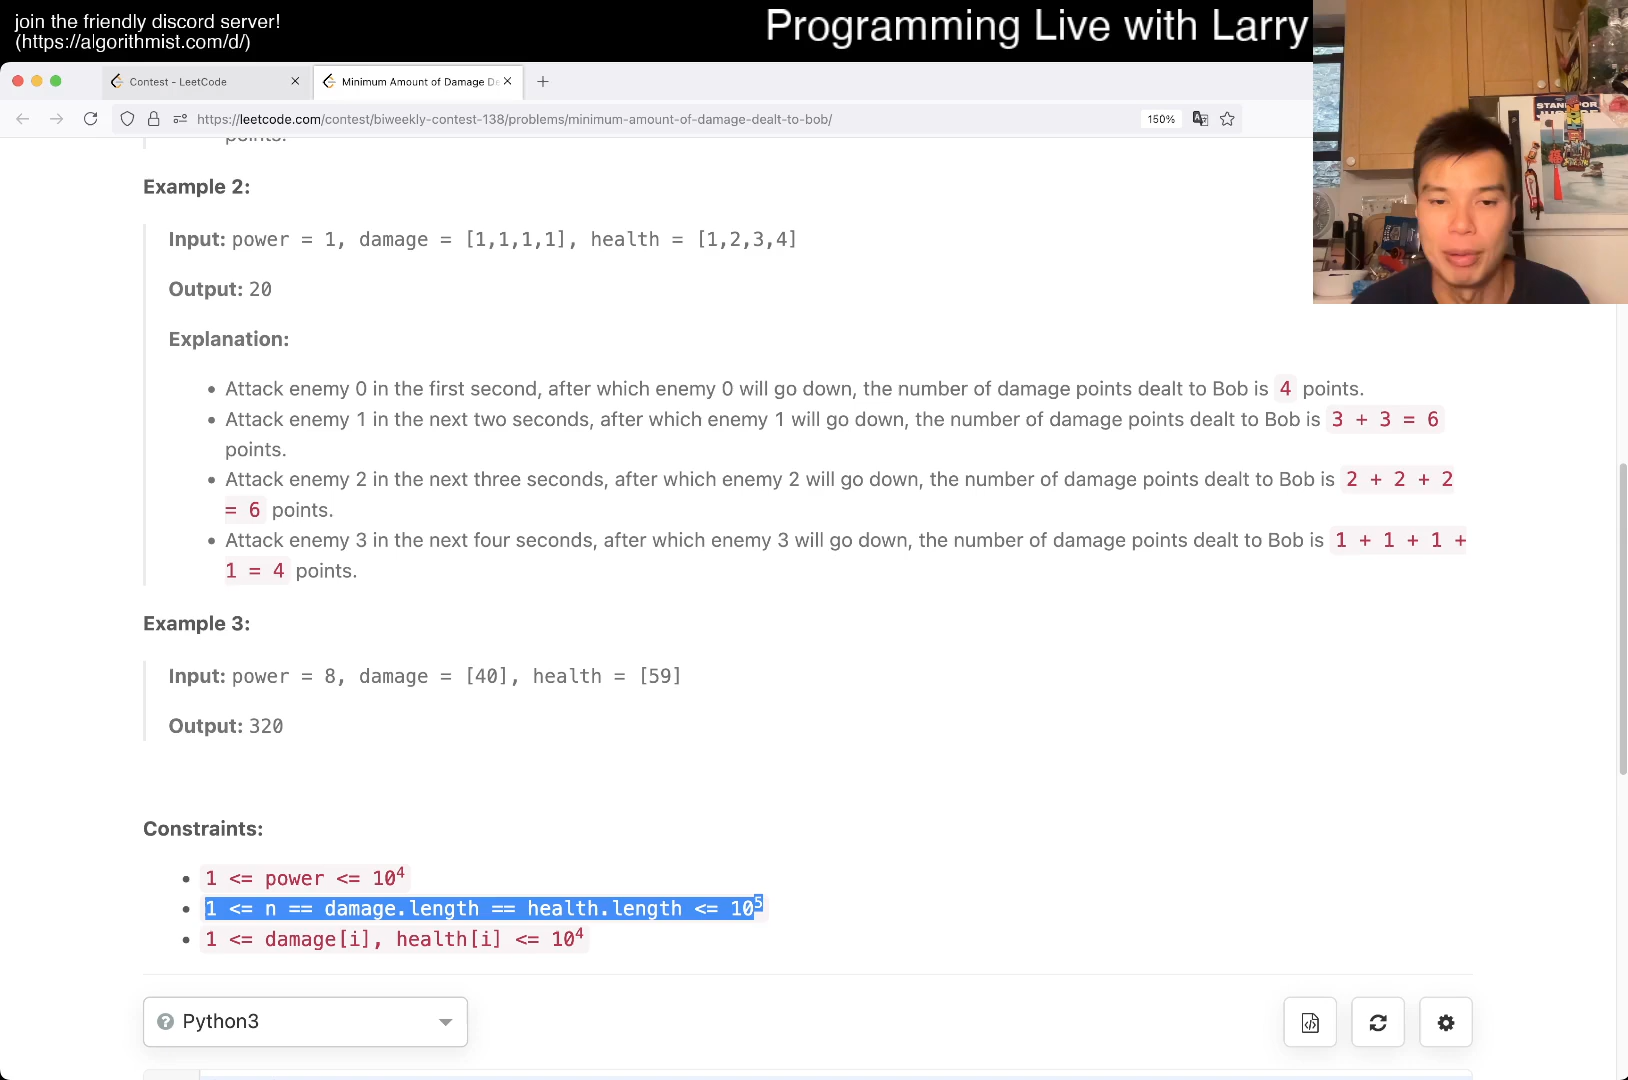 join the friendly discord server!
(https://algorithmist.com/d/)
Programming Live with Larry
Contest - LeetCode
Minimum Amount of Damage De
https://leetcode.com/contest/biweekly-contest-138/problems/minimum-amount-of-damage-dealt-to-bob/
150%
points.
Example 2:
Input: power = 1, damage = [1,1,1,1], health = [1,2,3,4]
Output: 20
Explanation:
• Attack enemy 0 in the first second, after which enemy 0 will go down, the number of damage points dealt to Bob is 4 points.
• Attack enemy 1 in the next two seconds, after which enemy 1 will go down, the number of damage points dealt to Bob is 3 + 3 = 6
points.
• Attack enemy 2 in the next three seconds, after which enemy 2 will go down, the number of damage points dealt to Bob is 2 + 2 + 2
= 6 points.
• Attack enemy 3 in the next four seconds, after which enemy 3 will go down, the number of damage points dealt to Bob is 1 + 1 + 1 +
1 = 4 points.
Example 3:
Input: power = 8, damage = [40], health = [59]
Output: 320
Constraints:
• 1 <= power <= 10⁴
• 1 <= n == damage.length == health.length <= 10⁵
• 1 <= damage[i], health[i] <= 10⁴
Python3